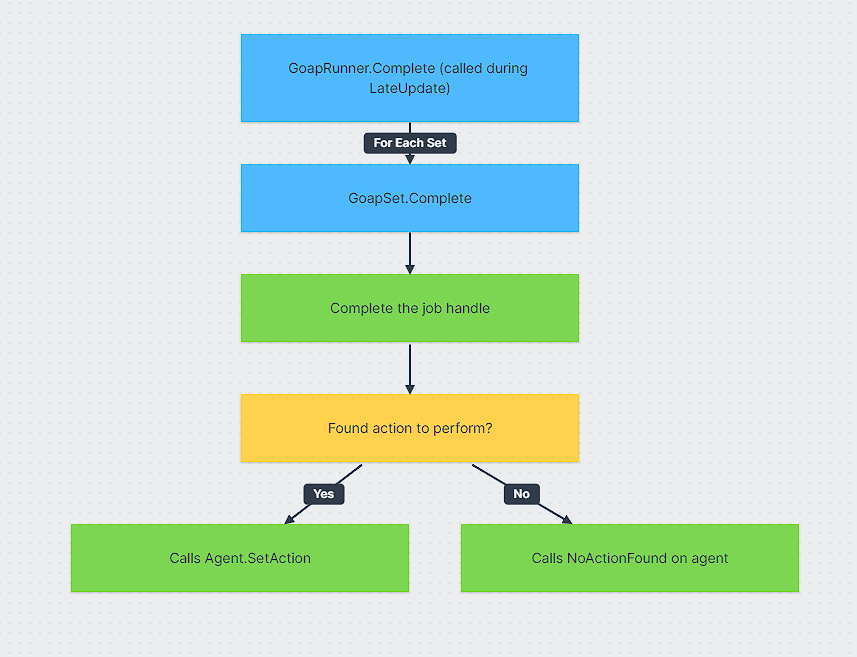 GoapRunner.Complete (called during
LateUpdate)
For Each Set
GoapSet.Complete
Complete the job handle
Found action to perform?
Yes
No
Calls Agent.SetAction
Calls NoActionFound on agent